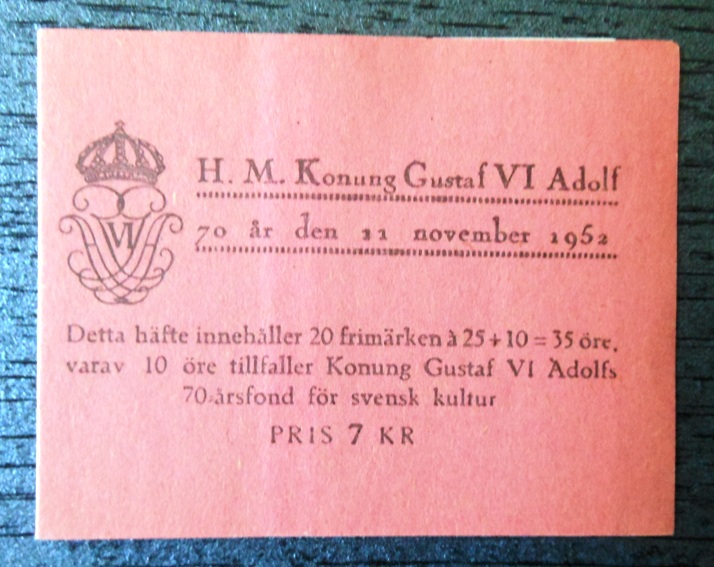 VI
H. M. Konung Gustaf VI Adolf
70 år den 11 november 1952
Detta häfte innehåller 20 frimärken à 25 + 10 = 35 öre,
varav 10 öre tillfaller Konung Gustaf VI Adolfs
70-årsfond för svensk kultur
PRIS 7 KR